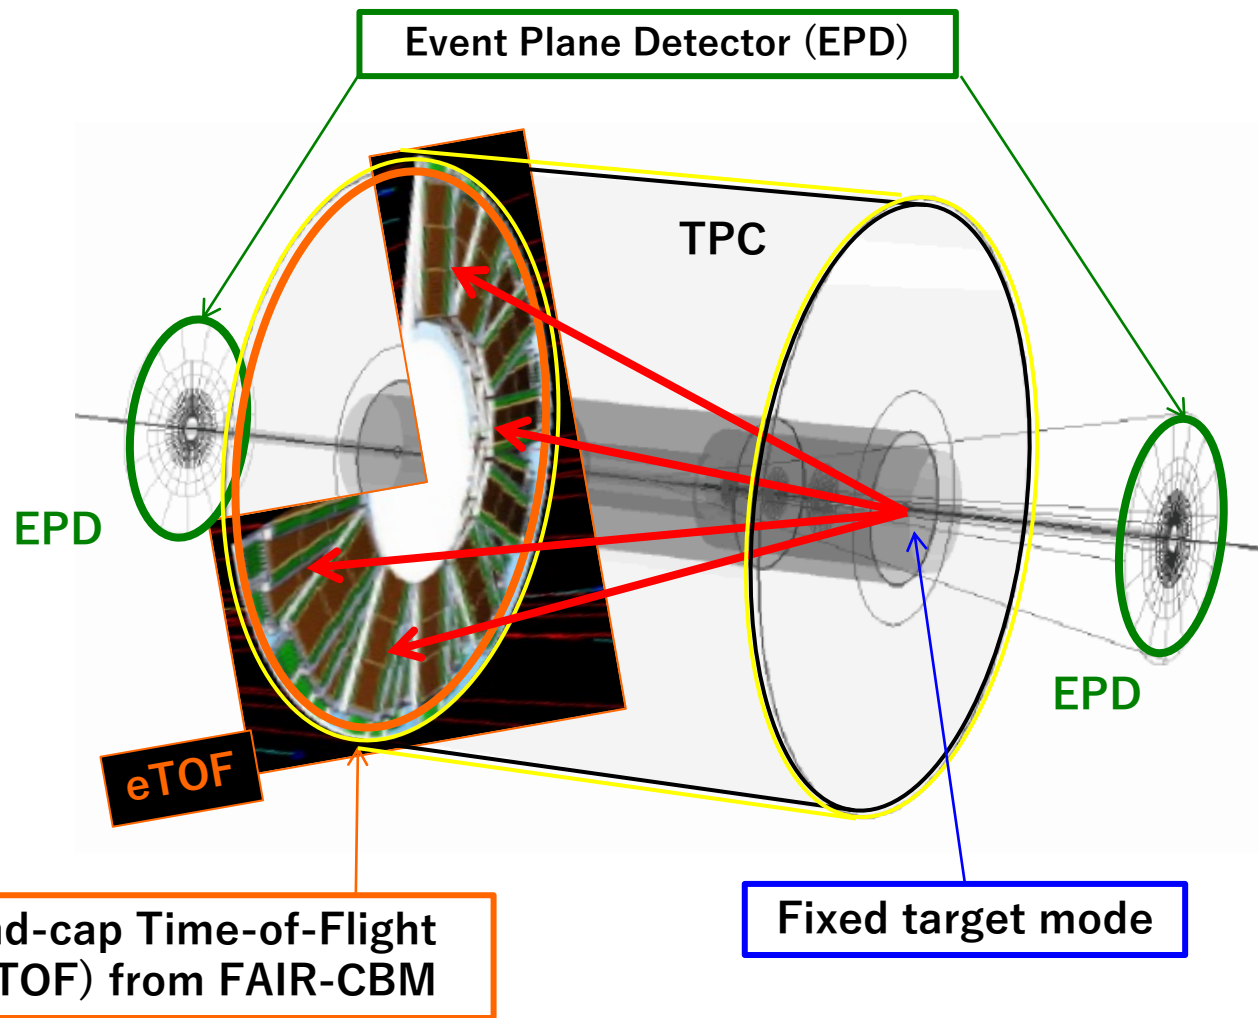 Event Plane Detector (EPD)
TPC
EPD
EPD
eTOF
nd-cap Time-of-Flight
TOF) from FAIR-CBM
Fixed target mode